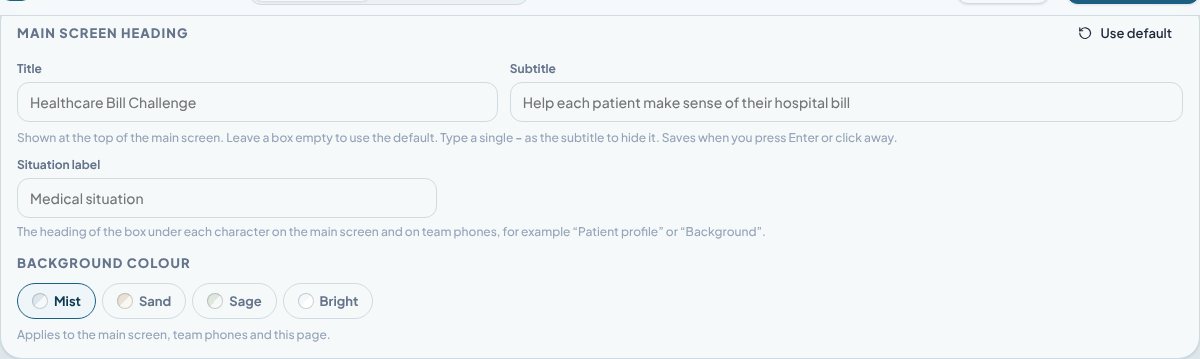 MAIN SCREEN HEADING
Use default
Title
Subtitle
Healthcare Bill Challenge
Help each patient make sense of their hospital bill
Shown at the top of the main screen. Leave a box empty to use the default. Type a single – as the subtitle to hide it. Saves when you press Enter or click away.
Situation label
Medical situation
The heading of the box under each character on the main screen and on team phones, for example “Patient profile” or “Background”.
BACKGROUND COLOUR
Mist
Sand
Sage
Bright
Applies to the main screen, team phones and this page.